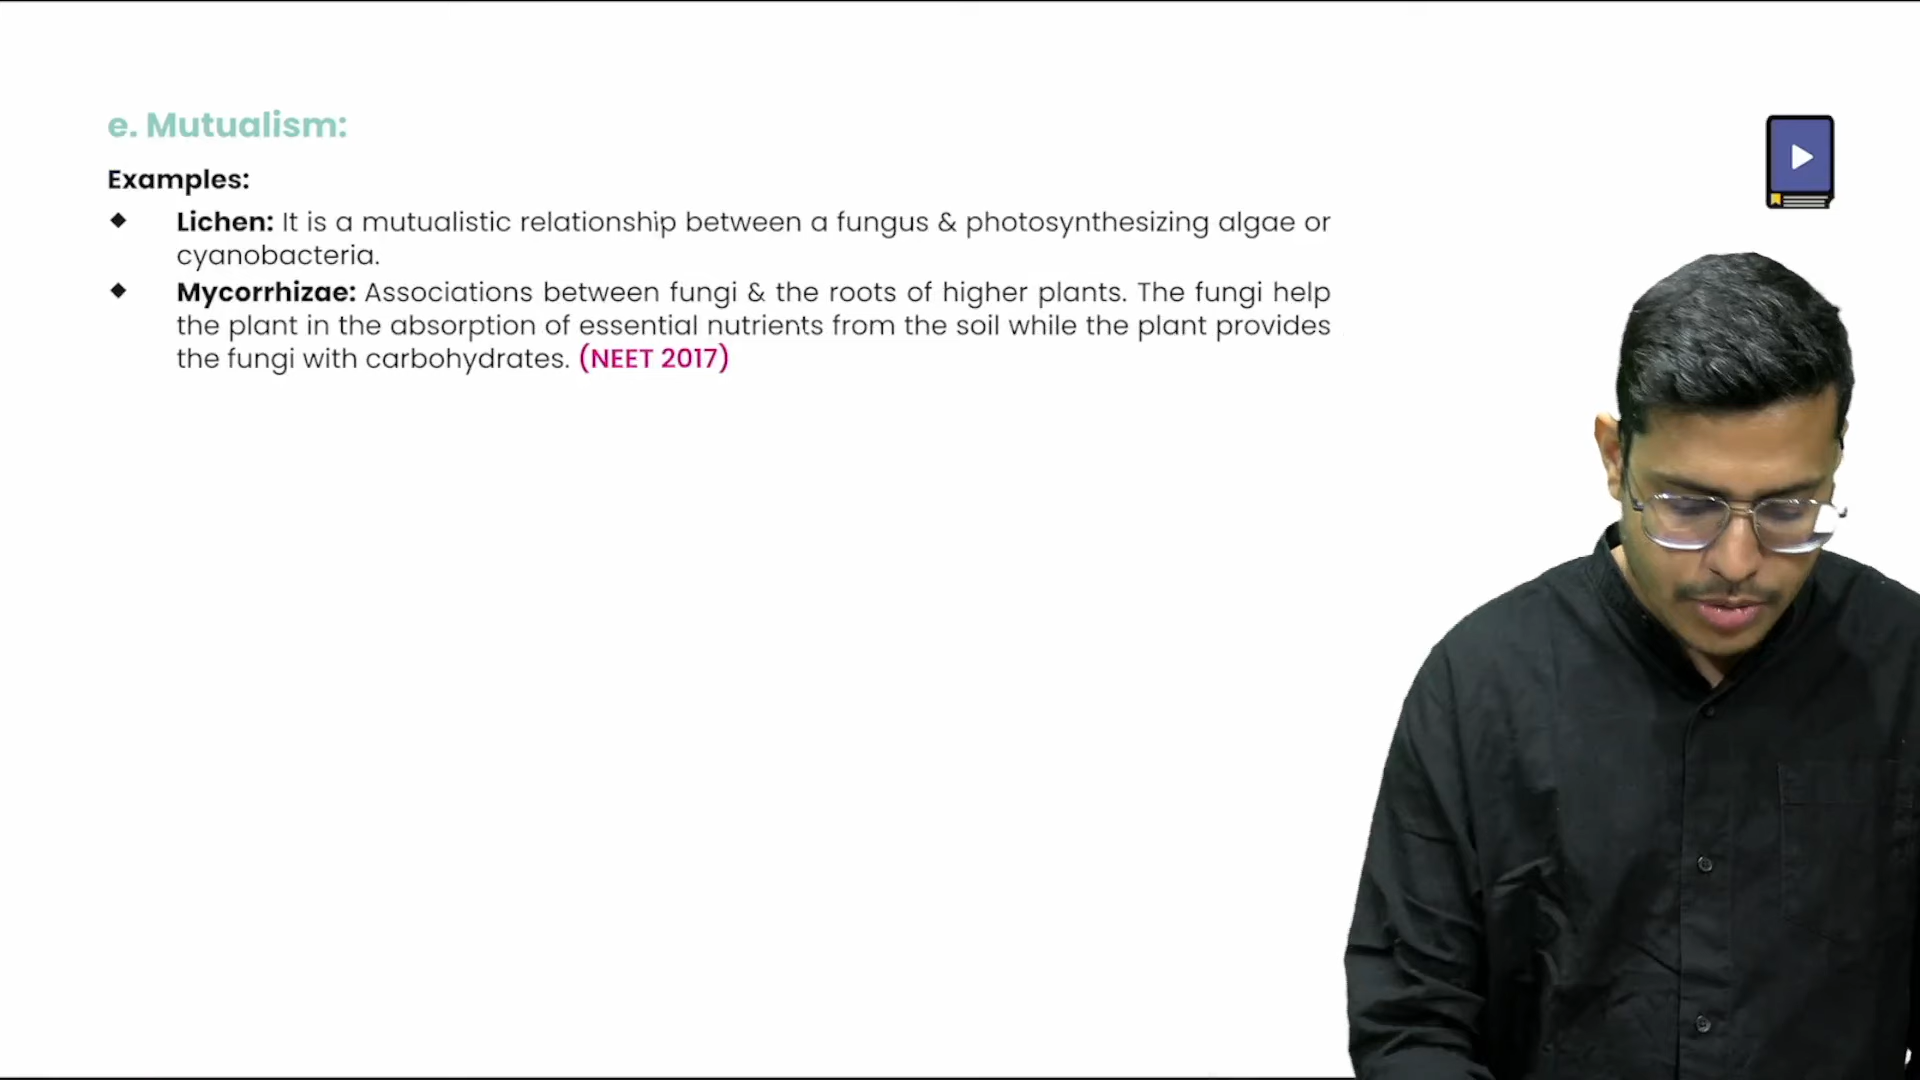 e. Mutualism:
Examples:
◆ Lichen: It is a mutualistic relationship between a fungus & photosynthesizing algae or
cyanobacteria.
◆ Mycorrhizae: Associations between fungi & the roots of higher plants. The fungi help
the plant in the absorption of essential nutrients from the soil while the plant provides
the fungi with carbohydrates. (NEET 2017)